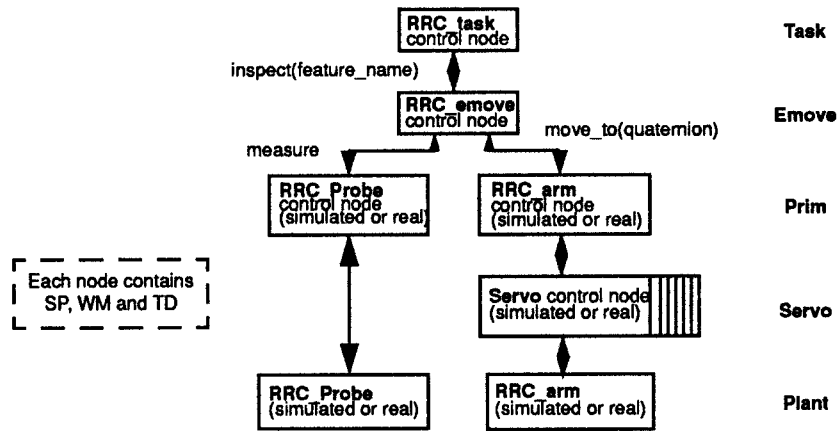 RRC_task
control node
Task
inspect(feature_name)
RRC_emove
control node
Emove
measure
move_to(quaternion)
RRC_Probe
control node
(simulated or real)
RRC_arm
control node
(simulated or real)
Prim
Each node contains
SP, WM and TD
Servo control node
(simulated or real)
Servo
RRC_Probe
(simulated or real)
RRC_arm
(simulated or real)
Plant